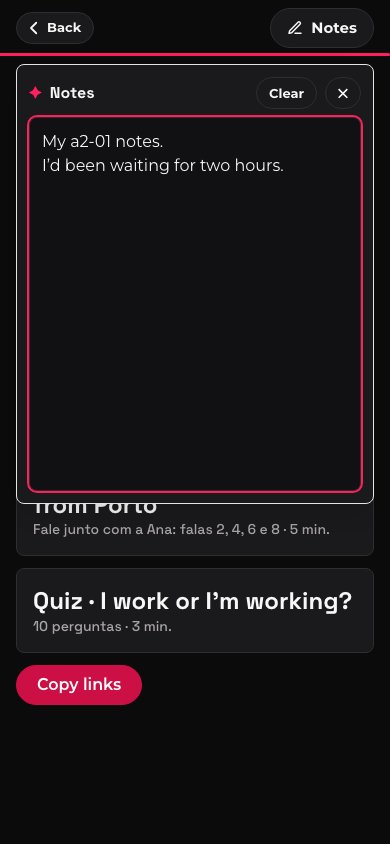 Back
Notes
Notes
Clear
My a2-01 notes.
I'd been waiting for two hours.
from Porto
Fale junto com a Ana: falas 2, 4, 6 e 8 · 5 min.
Quiz · I work or I'm working?
10 perguntas · 3 min.
Copy links